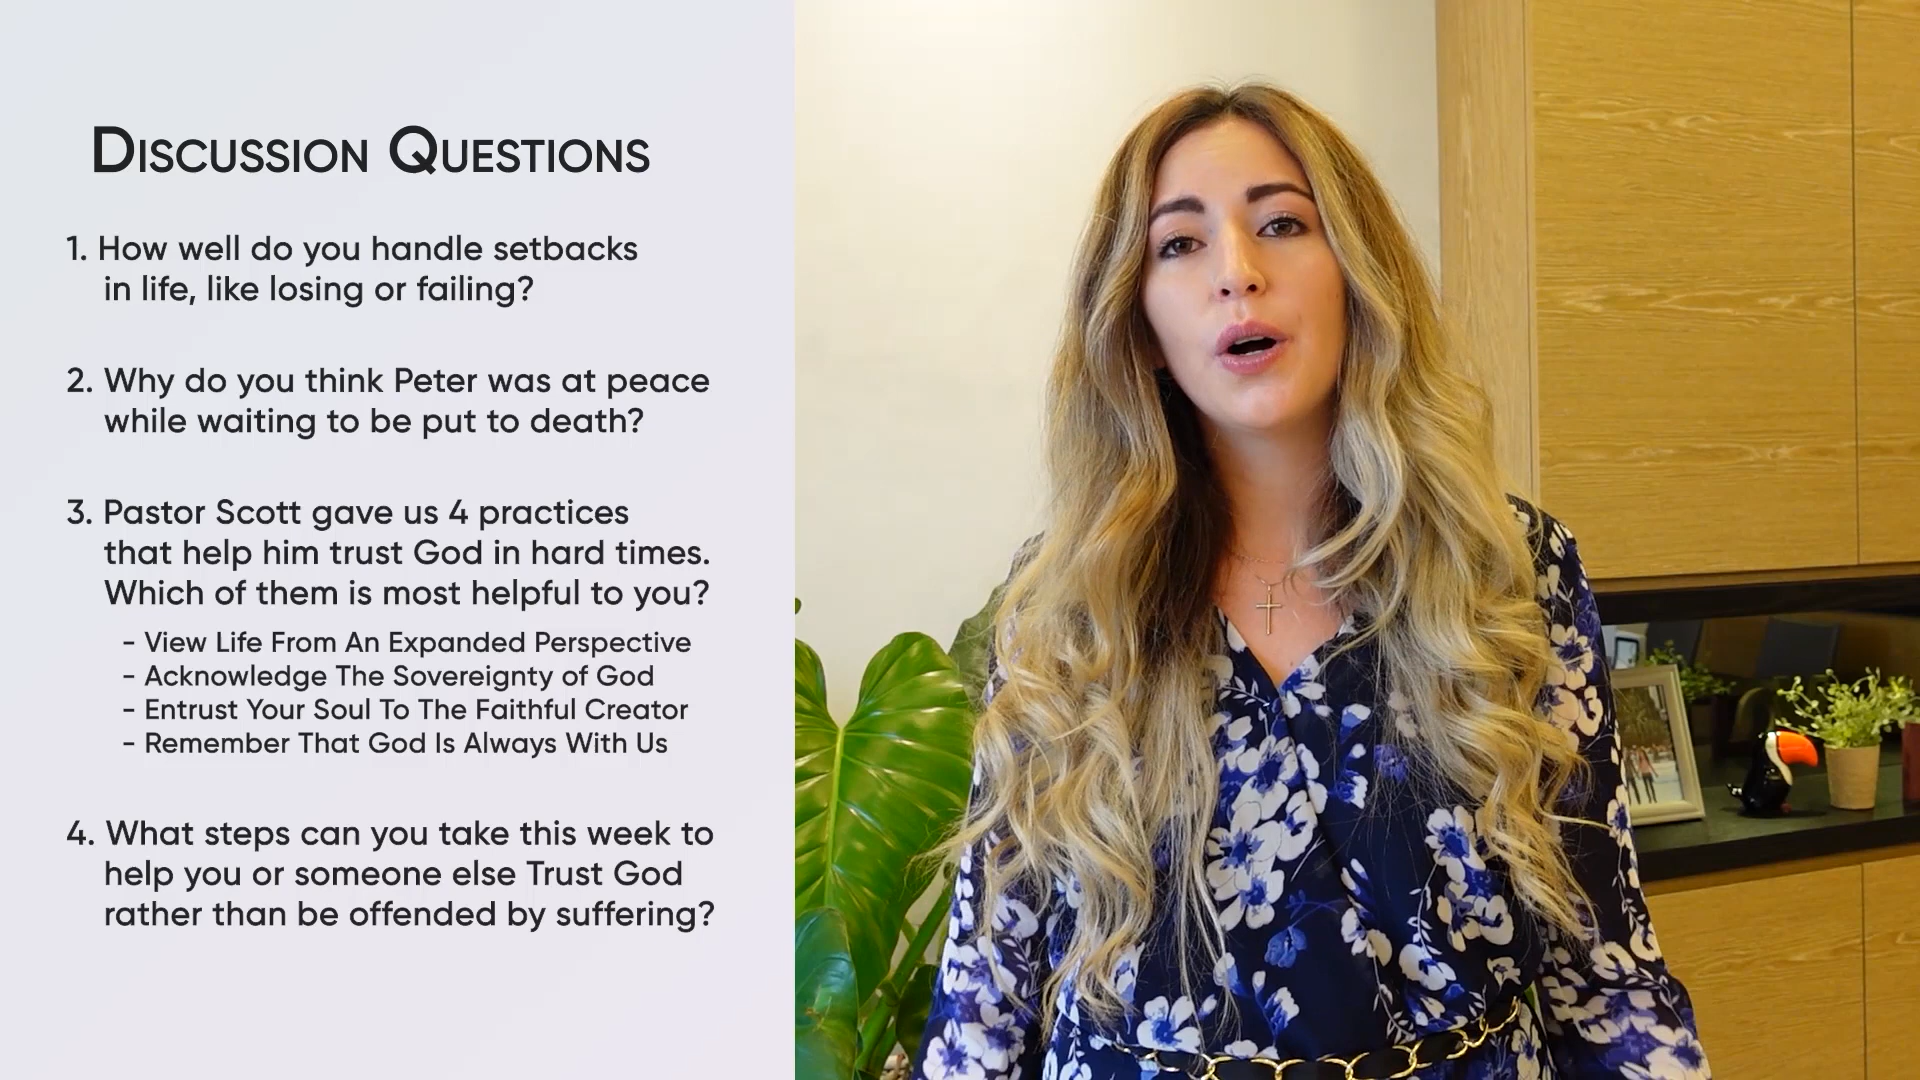 Discussion Questions
1. How well do you handle setbacks
in life, like losing or failing?
2. Why do you think Peter was at peace
while waiting to be put to death?
3. Pastor Scott gave us 4 practices
that help him trust God in hard times.
Which of them is most helpful to you?
- View Life From An Expanded Perspective
- Acknowledge The Sovereignty of God
- Entrust Your Soul To The Faithful Creator
- Remember That God Is Always With Us
4. What steps can you take this week to
help you or someone else Trust God
rather than be offended by suffering?